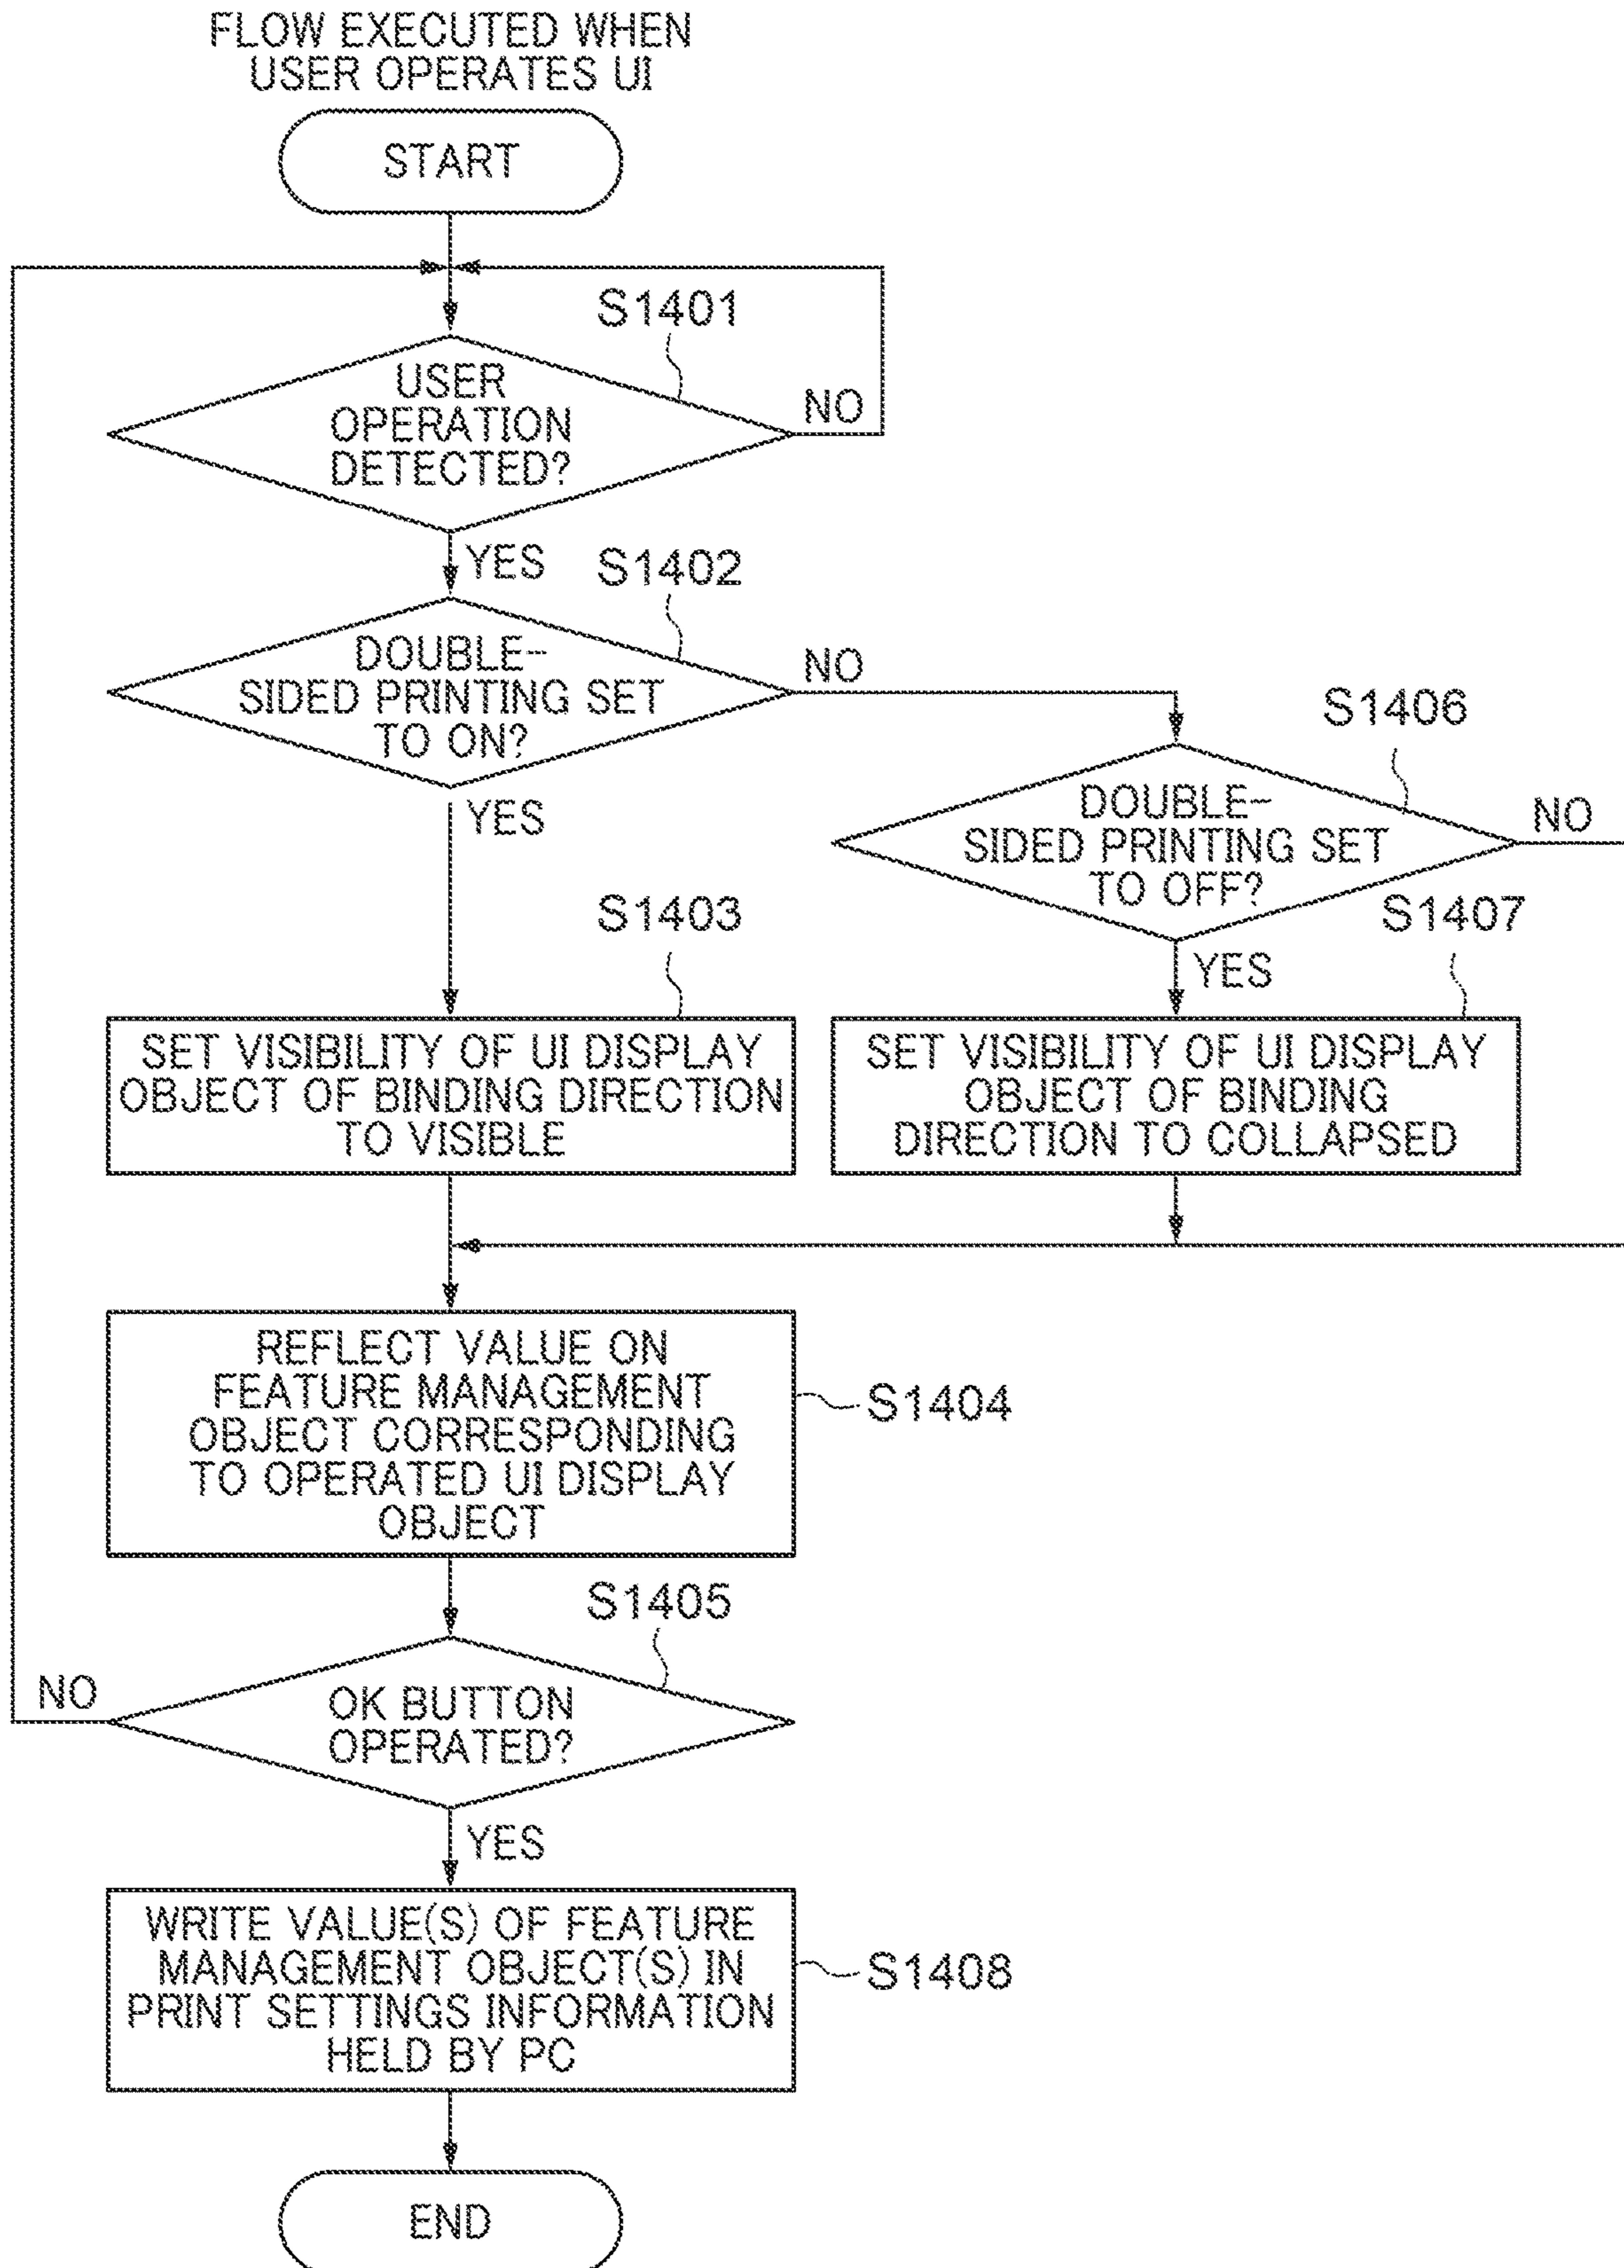 FLOW EXECUTED WHEN
USER OPERATES UI
START
S1401
USER
OPERATION
DETECTED?
NO
YES
S1402
DOUBLE-
SIDED PRINTING SET
TO ON?
NO
YES
S1406
DOUBLE-
SIDED PRINTING SET
TO OFF?
NO
YES
S1403
SET VISIBILITY OF UI DISPLAY
OBJECT OF BINDING DIRECTION
TO VISIBLE
S1407
SET VISIBILITY OF UI DISPLAY
OBJECT OF BINDING
DIRECTION TO COLLAPSED
REFLECT VALUE ON
FEATURE MANAGEMENT
OBJECT CORRESPONDING
TO OPERATED UI DISPLAY
OBJECT
S1404
S1405
OK BUTTON
OPERATED?
NO
YES
WRITE VALUE(S) OF FEATURE
MANAGEMENT OBJECT(S) IN
PRINT SETTINGS INFORMATION
HELD BY PC
S1408
END